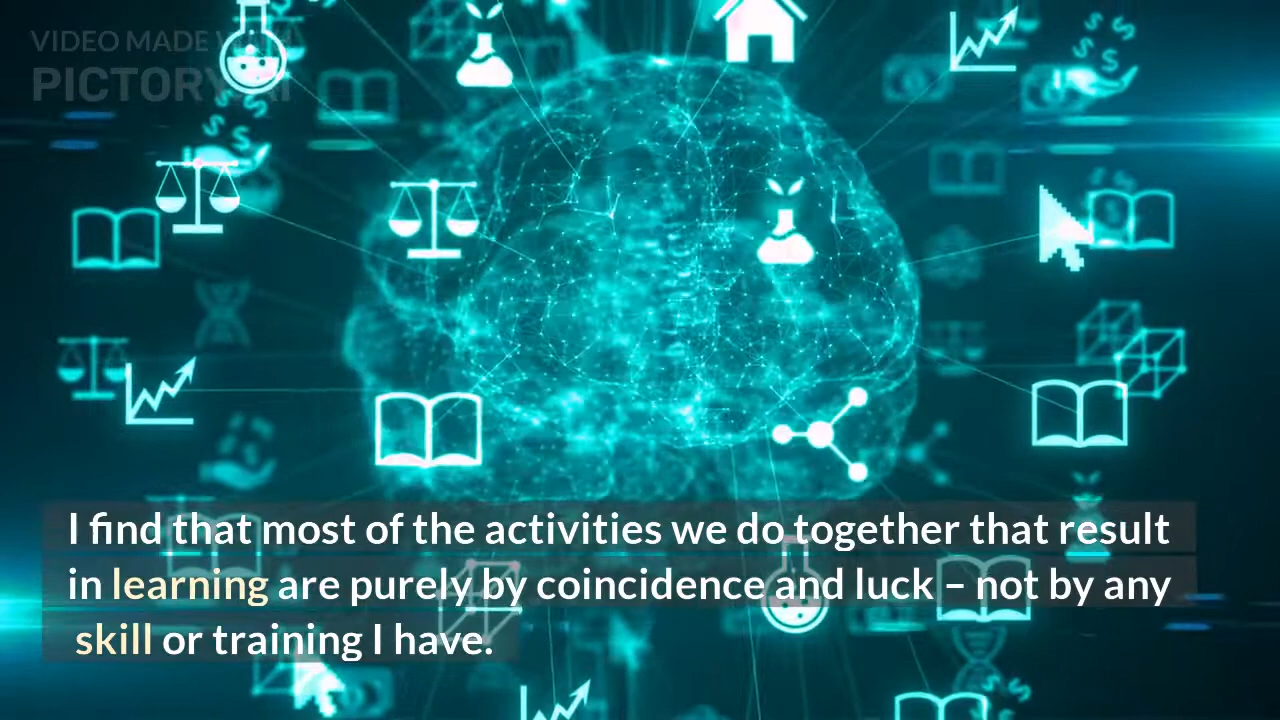 VIDEO MADE WITH
PICTORY.AI
I find that most of the activities we do together that result
in learning are purely by coincidence and luck – not by any
skill or training I have.